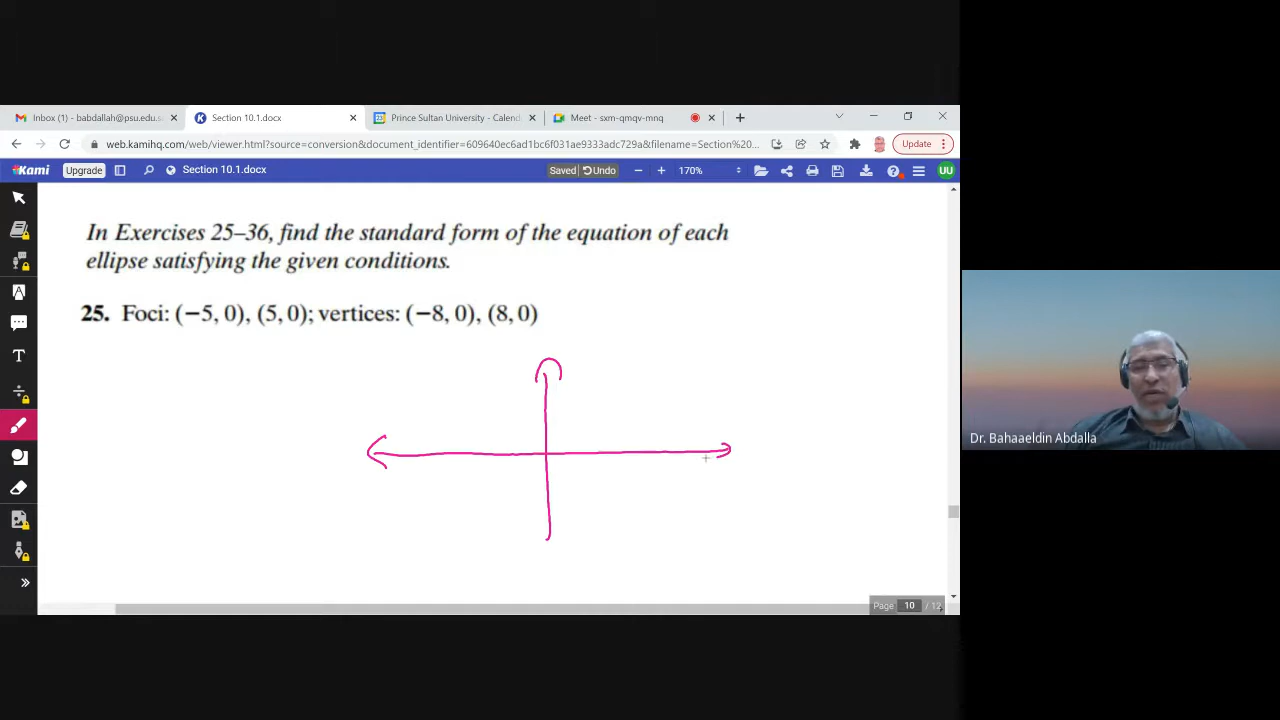 Inbox (1) - babdallah@psu.edu.s
Section 10.1.docx
Prince Sultan University - Calend
Meet - sxm-qmqv-mnq
web.kamihq.com/web/viewer.html?source=conversion&document_identifier=609640ec6ad1bc6f031ae9333adc729a&filename=Section%20...
Update
Kami
Upgrade
Section 10.1.docx
Saved
Undo
170%
UU
In Exercises 25–36, find the standard form of the equation of each
ellipse satisfying the given conditions.
25. Foci: (−5, 0), (5, 0); vertices: (−8, 0), (8, 0)
Dr. Bahaaeldin Abdalla
Page 10 / 12